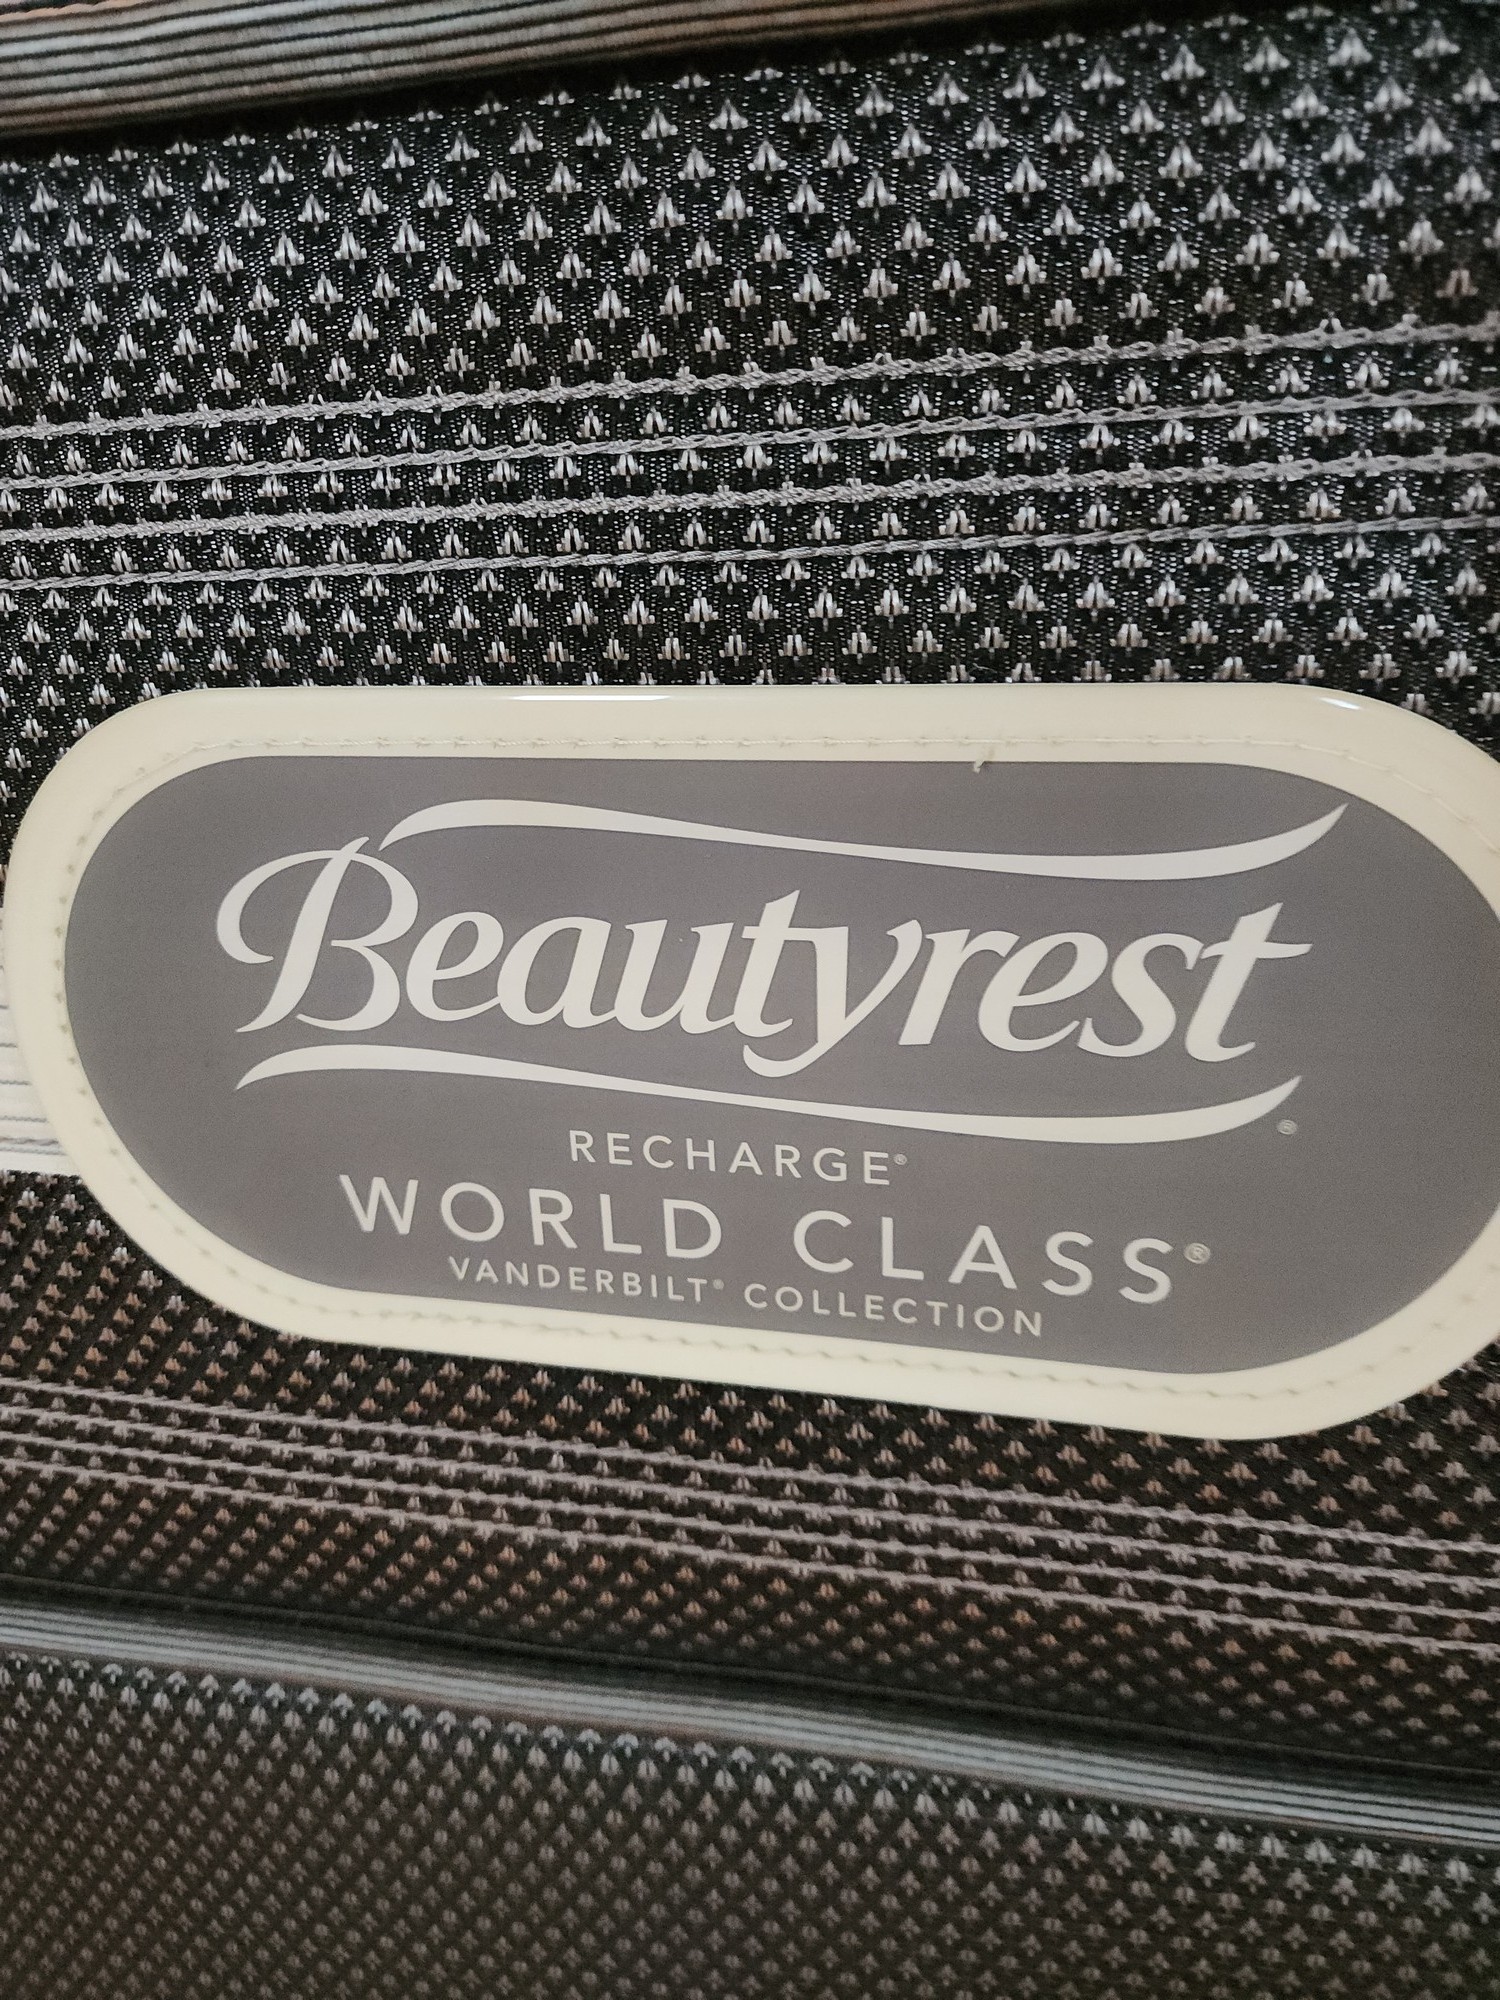 Beautyrest®
RECHARGE®
WORLD CLASS®
VANDERBILT® COLLECTION